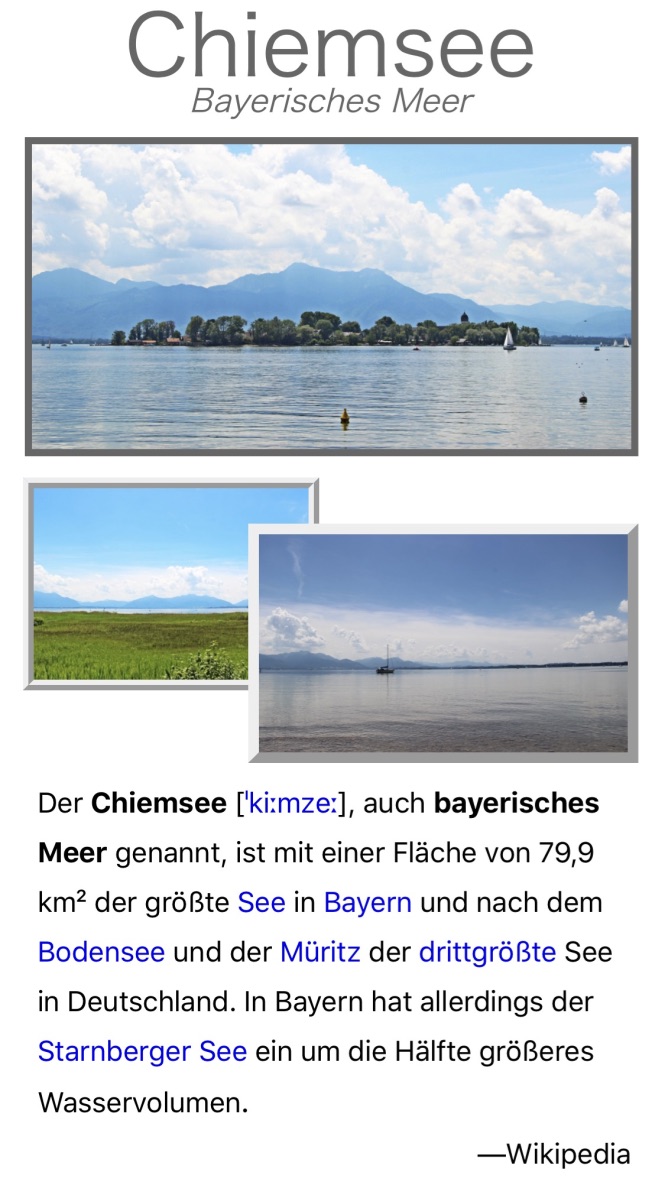 Chiemsee
Bayerisches Meer
Der Chiemsee [ˈkiːmzeː], auch bayerisches
Meer genannt, ist mit einer Fläche von 79,9
km² der größte See in Bayern und nach dem
Bodensee und der Müritz der drittgrößte See
in Deutschland. In Bayern hat allerdings der
Starnberger See ein um die Hälfte größeres
Wasservolumen.
—Wikipedia